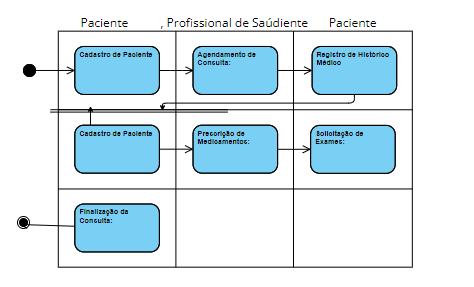 Paciente , Profissional de Saúdiente Paciente
Cadastro de Paciente
Agendamento de
Consulta:
Registro de Histórico
Médico
Cadastro de Paciente
Prescrição de
Medicamentos:
Solicitação de
Exames:
Finalização da
Consulta: